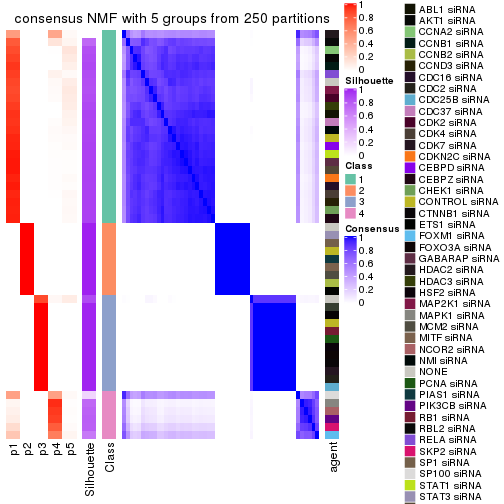 consensus NMF with 5 groups from 250 partitions
p1
p2
p3
p4
p5
Silhouette
Class
agent
1
0.8
0.6
0.4
0.2
0
Silhouette
1
0.8
0.6
0.4
0.2
0
Class
1
2
3
4
Consensus
1
0.8
0.6
0.4
0.2
0
ABL1 siRNA
AKT1 siRNA
CCNA2 siRNA
CCNB1 siRNA
CCNB2 siRNA
CCND3 siRNA
CDC16 siRNA
CDC2 siRNA
CDC25B siRNA
CDC37 siRNA
CDK2 siRNA
CDK4 siRNA
CDK7 siRNA
CDKN2C siRNA
CEBPD siRNA
CEBPZ siRNA
CHEK1 siRNA
CONTROL siRNA
CTNNB1 siRNA
ETS1 siRNA
FOXM1 siRNA
FOXO3A siRNA
GABARAP siRNA
HDAC2 siRNA
HDAC3 siRNA
HSF2 siRNA
MAP2K1 siRNA
MAPK1 siRNA
MCM2 siRNA
MITF siRNA
NCOR2 siRNA
NMI siRNA
NONE
PCNA siRNA
PIAS1 siRNA
PIK3CB siRNA
RB1 siRNA
RBL2 siRNA
RELA siRNA
SKP2 siRNA
SP1 siRNA
SP100 siRNA
STAT1 siRNA
STAT3 siRNA